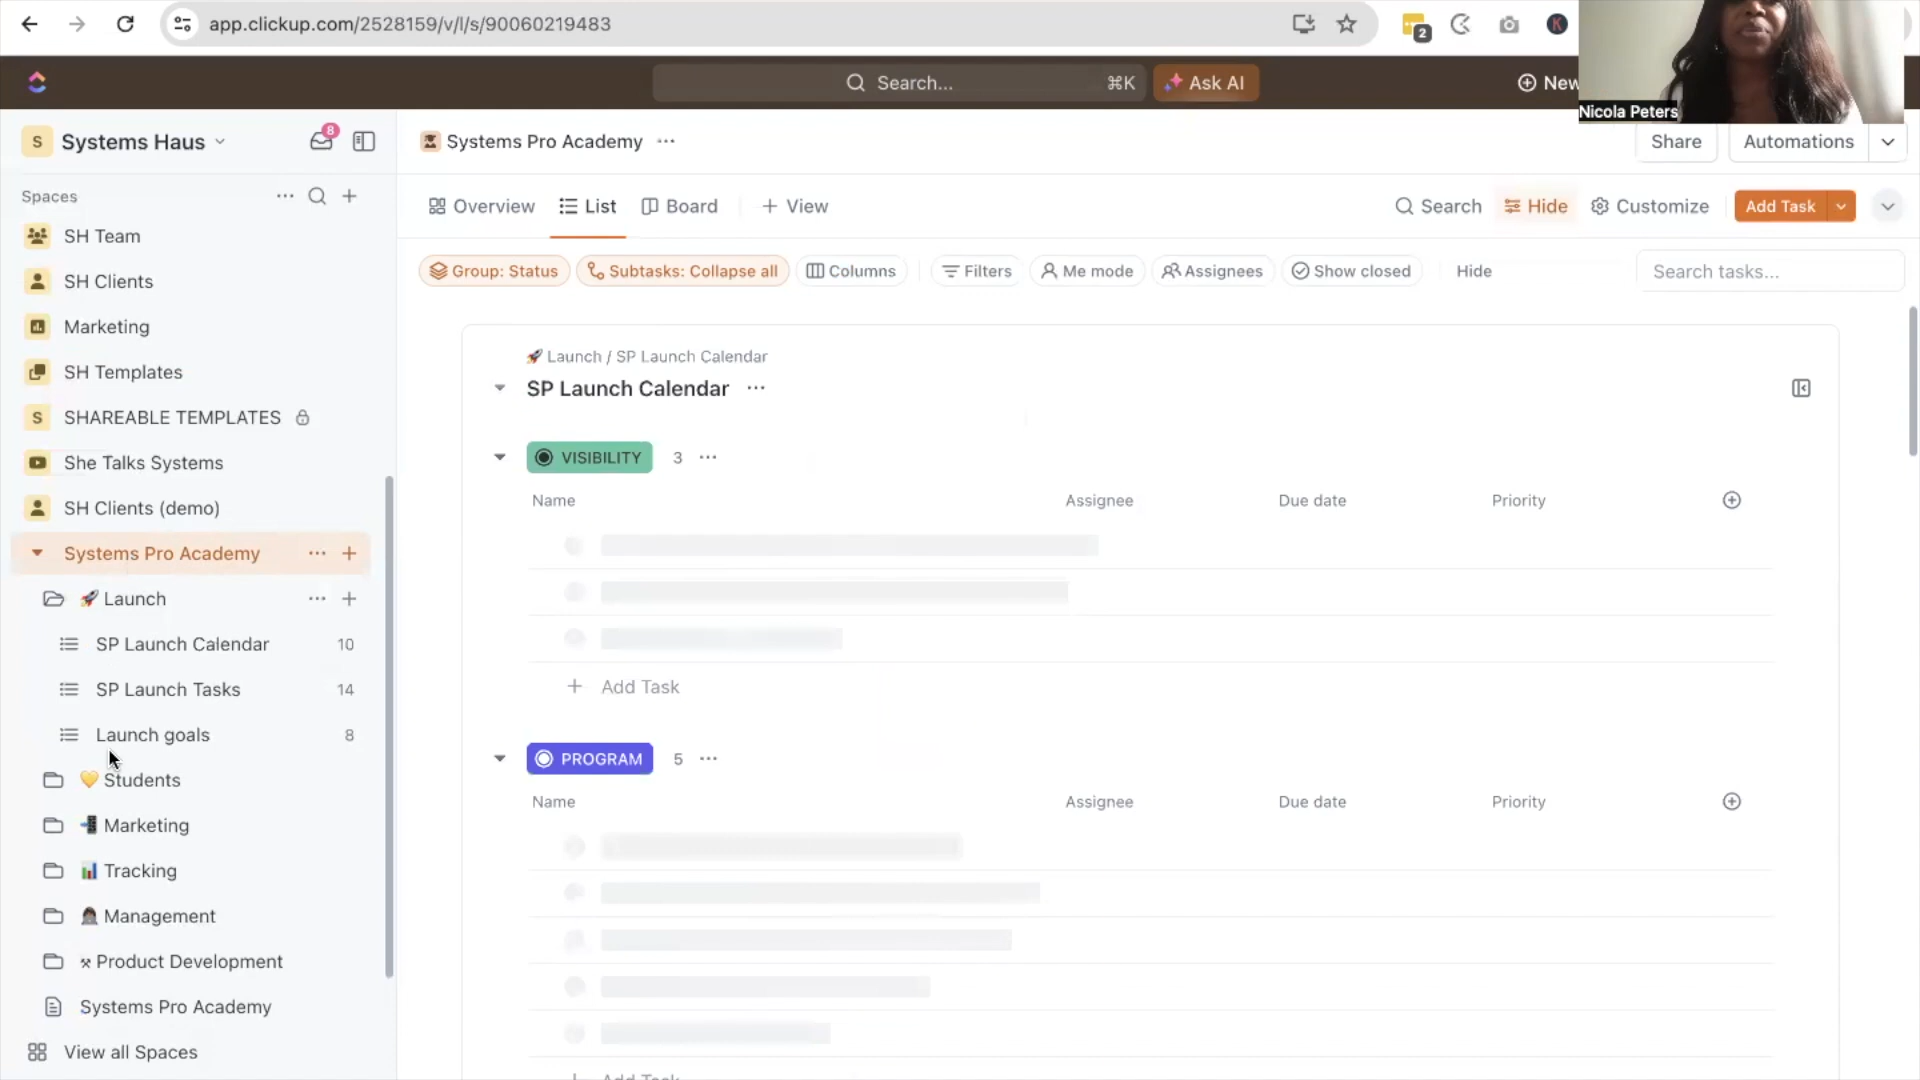 app.clickup.com/2528159/v/l/s/90060219483
2
K
Nicola Peters
Search...
⌘K
Ask AI
New
S
Systems Haus
8
Systems Pro Academy
Share
Automations
Spaces
Overview
List
Board
View
Search
Hide
Customize
Add Task
SH Team
SH Clients
Marketing
SH Templates
S
SHAREABLE TEMPLATES
She Talks Systems
SH Clients (demo)
Systems Pro Academy
Launch
SP Launch Calendar 10
SP Launch Tasks 14
Launch goals 8
Students
Marketing
Tracking
Management
Product Development
Systems Pro Academy
View all Spaces
Group: Status
Subtasks: Collapse all
Columns
Filters
Me mode
Assignees
Show closed
Hide
Search tasks...
Launch / SP Launch Calendar
SP Launch Calendar
VISIBILITY 3
Name Assignee Due date Priority
Add Task
PROGRAM 5
Name Assignee Due date Priority
Add Task